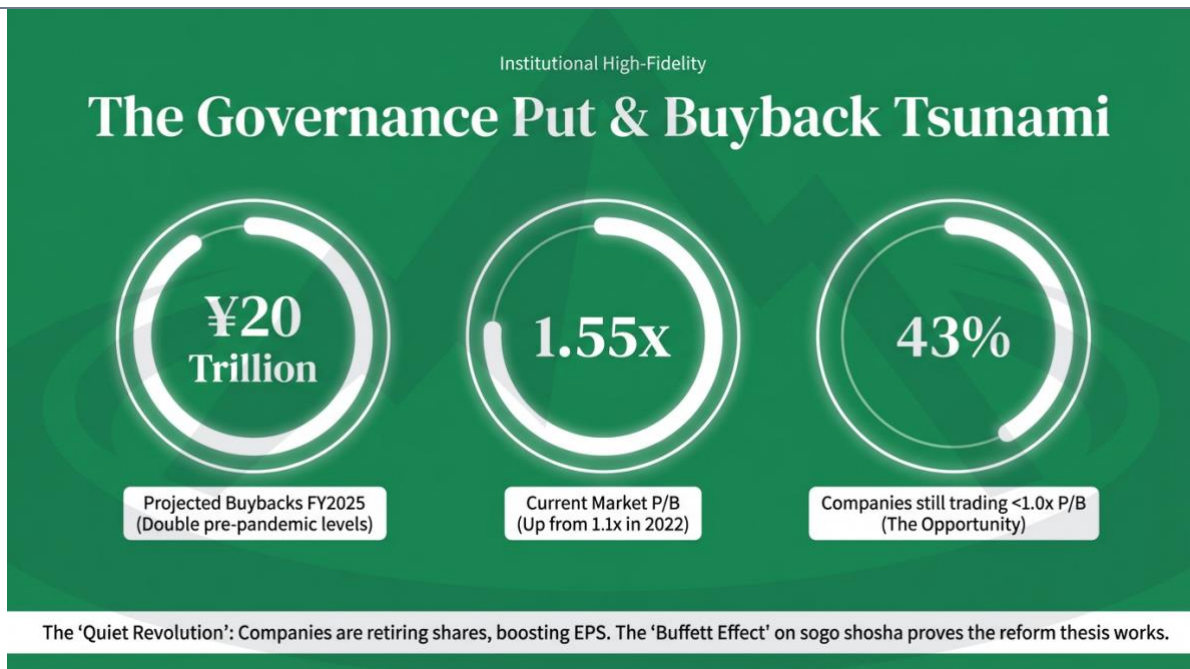 Institutional High-Fidelity
The Governance Put & Buyback Tsunami
¥20
Trillion
Projected Buybacks FY2025
(Double pre-pandemic levels)
1.55x
Current Market P/B
(Up from 1.1x in 2022)
43%
Companies still trading <1.0x P/B
(The Opportunity)
The ‘Quiet Revolution’: Companies are retiring shares, boosting EPS. The ‘Buffett Effect’ on sogo shosha proves the reform thesis works.